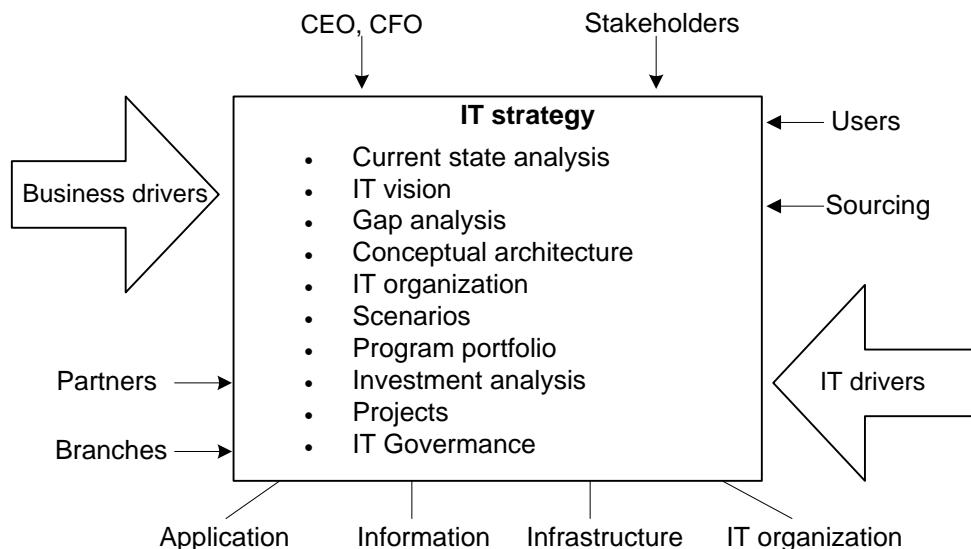 CEO, CFO
Stakeholders
IT strategy
Users
Current state analysis
Business drivers
IT vision
Sourcing
Gap analysis
Conceptual architecture
IT organization
Scenarios
Program portfolio
Partners
Investment analysis
IT drivers
Projects
Branches
IT Govermance
Application
Information
Infrastructure
IT organization